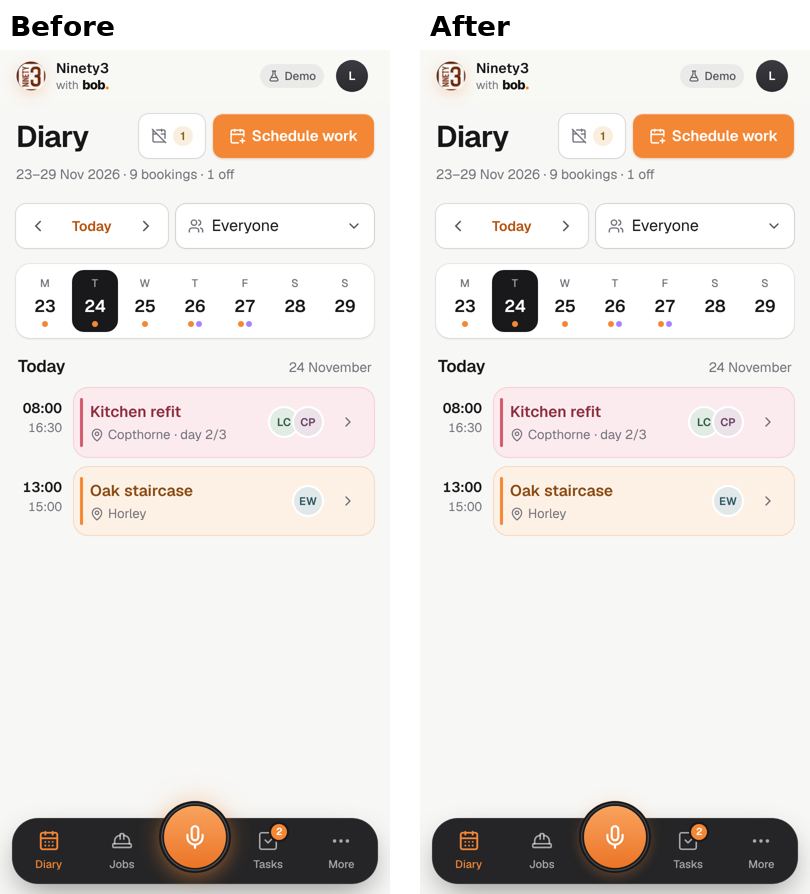 Before
NINETY 3
Ninety3
with bob.
Demo
L
Diary
1
Schedule work
23–29 Nov 2026 · 9 bookings · 1 off
Today
Everyone
M T W T F S S
23 24 25 26 27 28 29
Today
24 November
08:00
16:30
Kitchen refit
Copthorne · day 2/3
LC CP
13:00
15:00
Oak staircase
Horley
EW
Diary
Jobs
2
Tasks
More
After
NINETY 3
Ninety3
with bob.
Demo
L
Diary
1
Schedule work
23–29 Nov 2026 · 9 bookings · 1 off
Today
Everyone
M T W T F S S
23 24 25 26 27 28 29
Today
24 November
08:00
16:30
Kitchen refit
Copthorne · day 2/3
LC CP
13:00
15:00
Oak staircase
Horley
EW
Diary
Jobs
2
Tasks
More